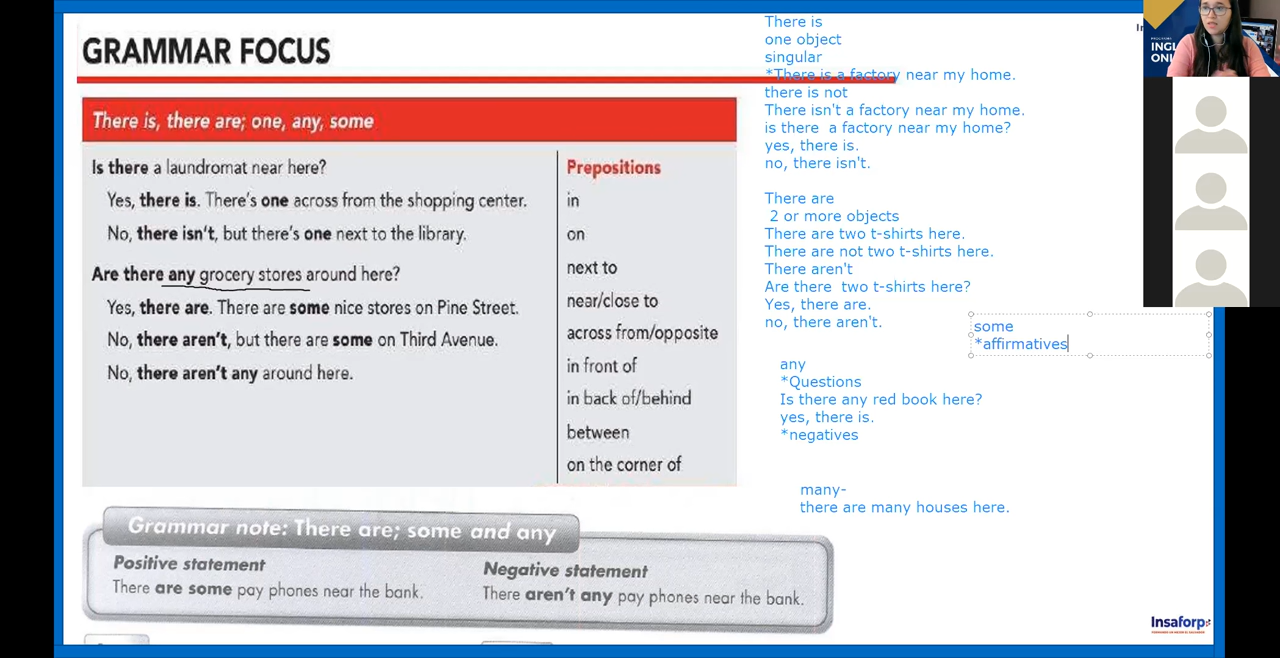 GRAMMAR FOCUS
There is, there are; one, any, some
Is there a laundromat near here?
Yes, there is. There's one across from the shopping center.
No, there isn't, but there's one next to the library.
Are there any grocery stores around here?
Yes, there are. There are some nice stores on Pine Street.
No, there aren't, but there are some on Third Avenue.
No, there aren't any around here.
Prepositions
in
on
next to
near/close to
across from/opposite
in front of
in back of/behind
between
on the corner of
Grammar note: There are; some and any
Positive statement
There are some pay phones near the bank.
Negative statement
There aren't any pay phones near the bank.
There is
one object
singular
*There is a factory near my home.
there is not
There isn't a factory near my home.
is there  a factory near my home?
yes, there is.
no, there isn't.
There are
2 or more objects
There are two t-shirts here.
There are not two t-shirts here.
There aren't
Are there  two t-shirts here?
Yes, there are.
no, there aren't.
some
*affirmatives
any
*Questions
Is there any red book here?
yes, there is.
*negatives
many-
there are many houses here.
Insaforp